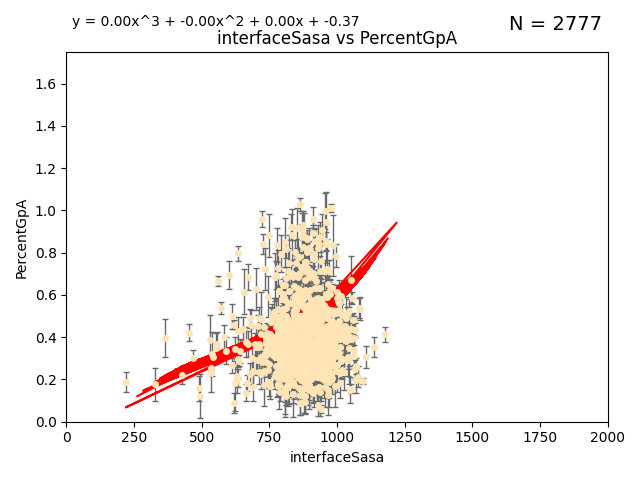 y = 0.00x^3 + -0.00x^2 + 0.00x + -0.37
N = 2777
interfaceSasa vs PercentGpA
PercentGpA
1.6
1.4
1.2
1.0
0.8
0.6
0.4
0.2
0.0
0 250 500 750 1000 1250 1500 1750 2000
interfaceSasa